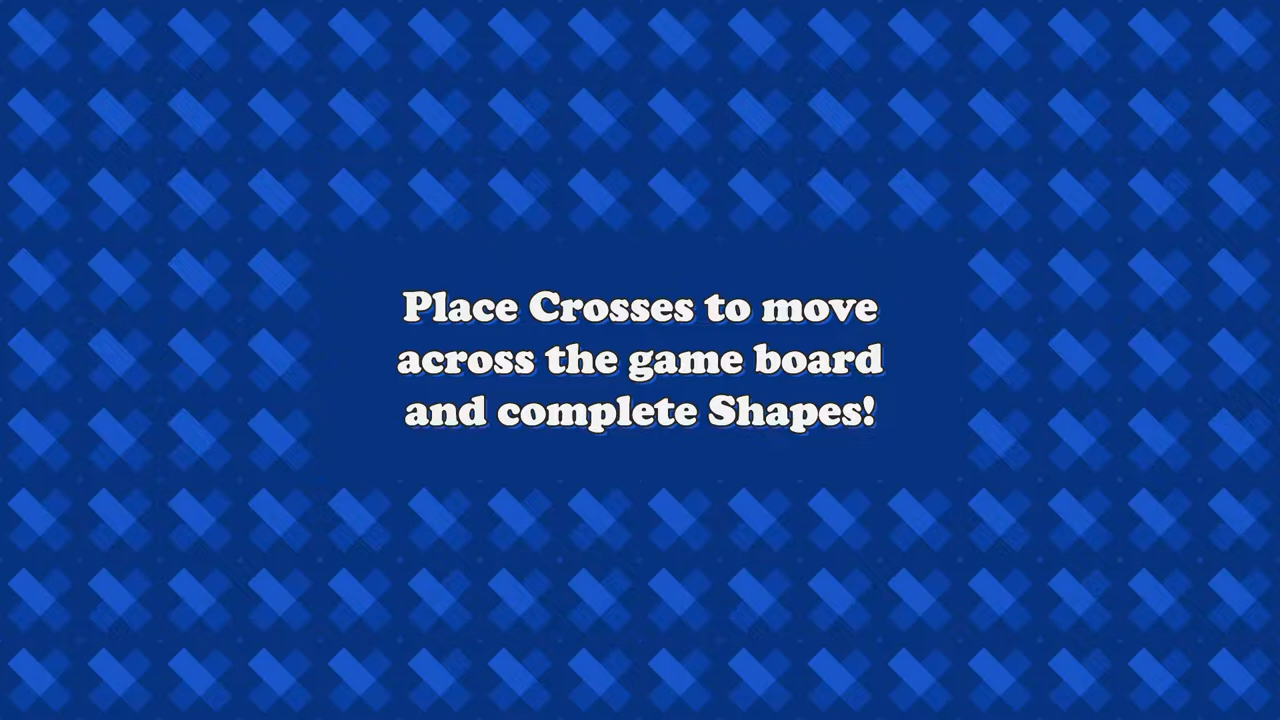 Place Crosses to move
across the game board
and complete Shapes!